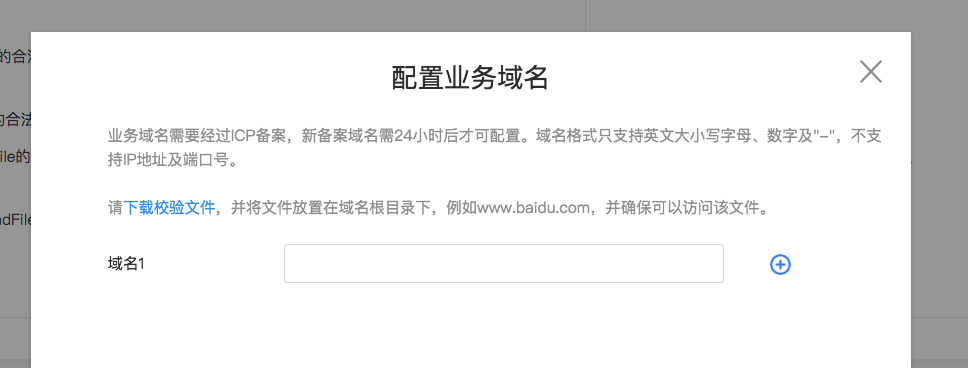 配置业务域名
的合法
业务域名需要经过ICP备案，新备案域名需24小时后才可配置。域名格式只支持英文大小写字母、数字及"-"，不支
持IP地址及端口号。
的合法
ile的
请下载校验文件，并将文件放置在域名根目录下，例如www.baidu.com，并确保可以访问该文件。
adFile
域名1